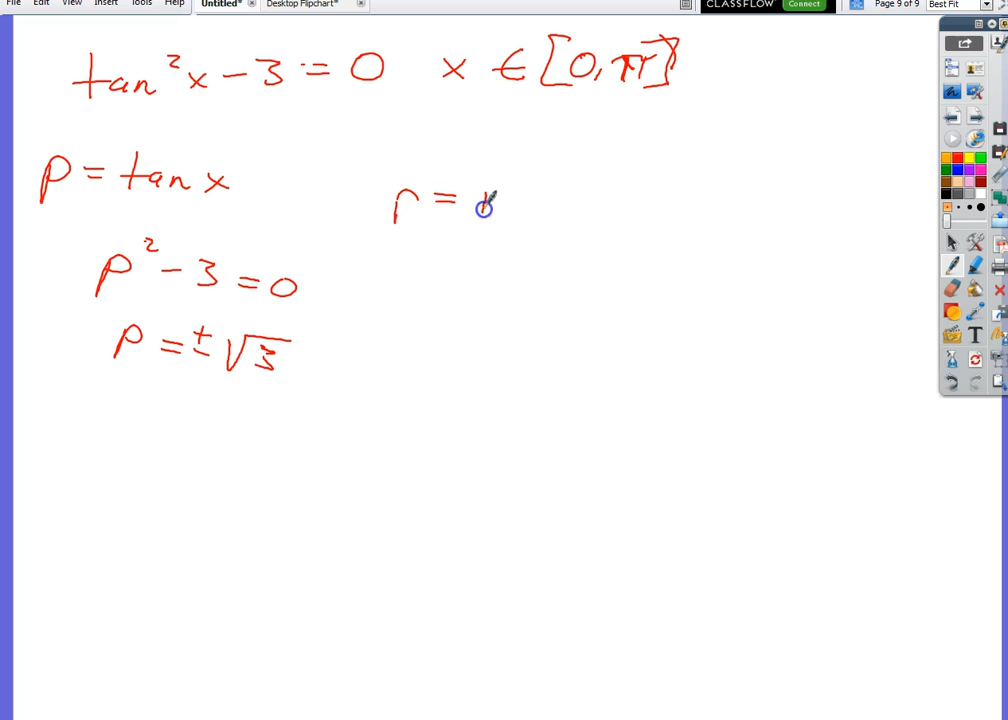 File Edit View Insert Tools Help Untitled* Desktop Flipchart* CLASSFLOW Connect Page 9 of 9 Best Fit
tan²x − 3 = 0 x ∈ [0, π]
p = tan x
r =
p² − 3 = 0
p = ± √3
T